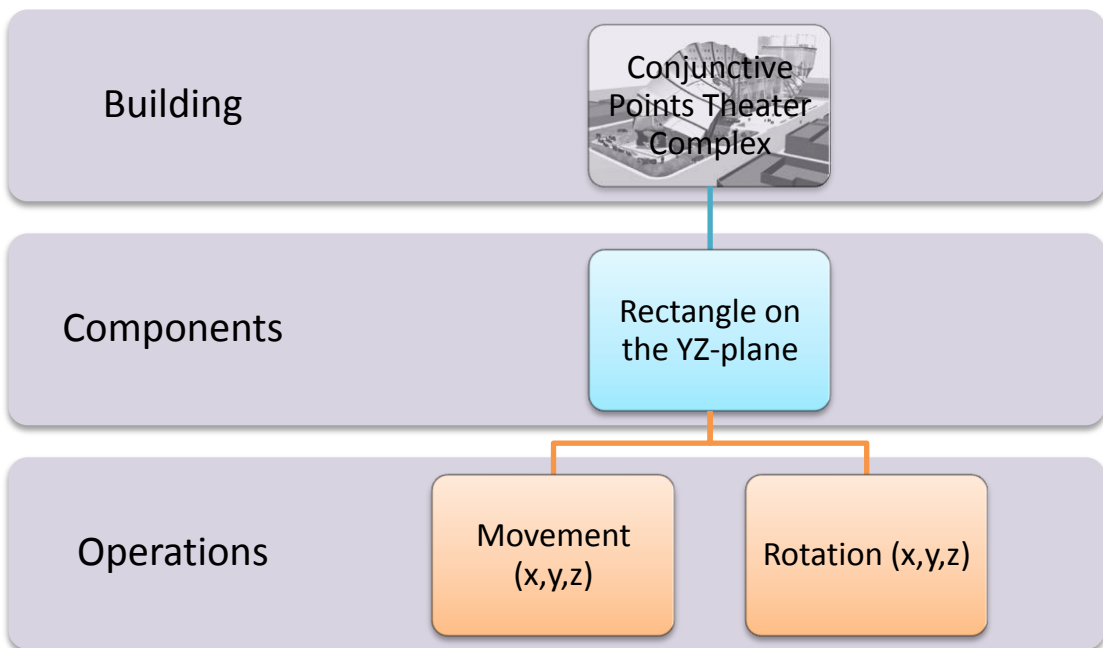 Building
Conjunctive
Points Theater
Complex
Components
Rectangle on
the YZ-plane
Operations
Movement
(x,y,z)
Rotation (x,y,z)